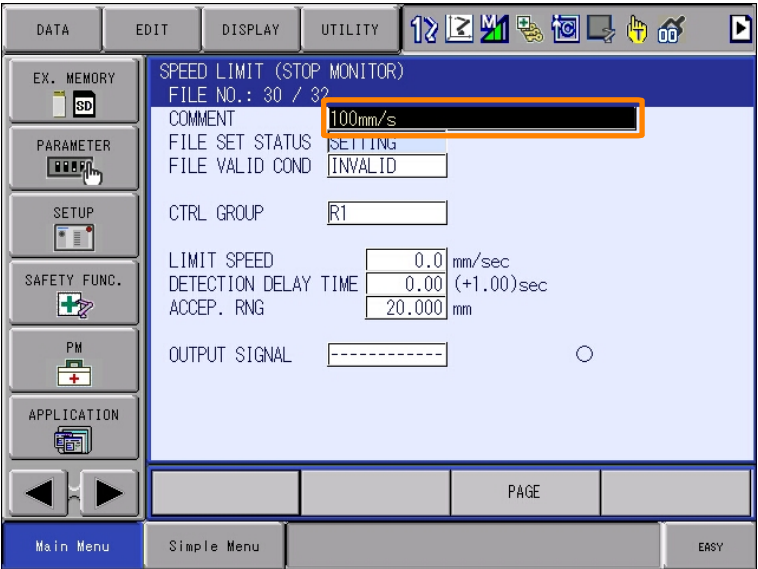 DATA EDIT DISPLAY UTILITY
EX. MEMORY
SD
PARAMETER
SETUP
SAFETY FUNC.
PM
APPLICATION
SPEED LIMIT (STOP MONITOR)
FILE NO.: 30 / 32
COMMENT 100mm/s
FILE SET STATUS SETTING
FILE VALID COND INVALID
CTRL GROUP R1
LIMIT SPEED 0.0 mm/sec
DETECTION DELAY TIME 0.00 (+1.00)sec
ACCEP. RNG 20.000 mm
OUTPUT SIGNAL ------------
PAGE
Main Menu Simple Menu EASY